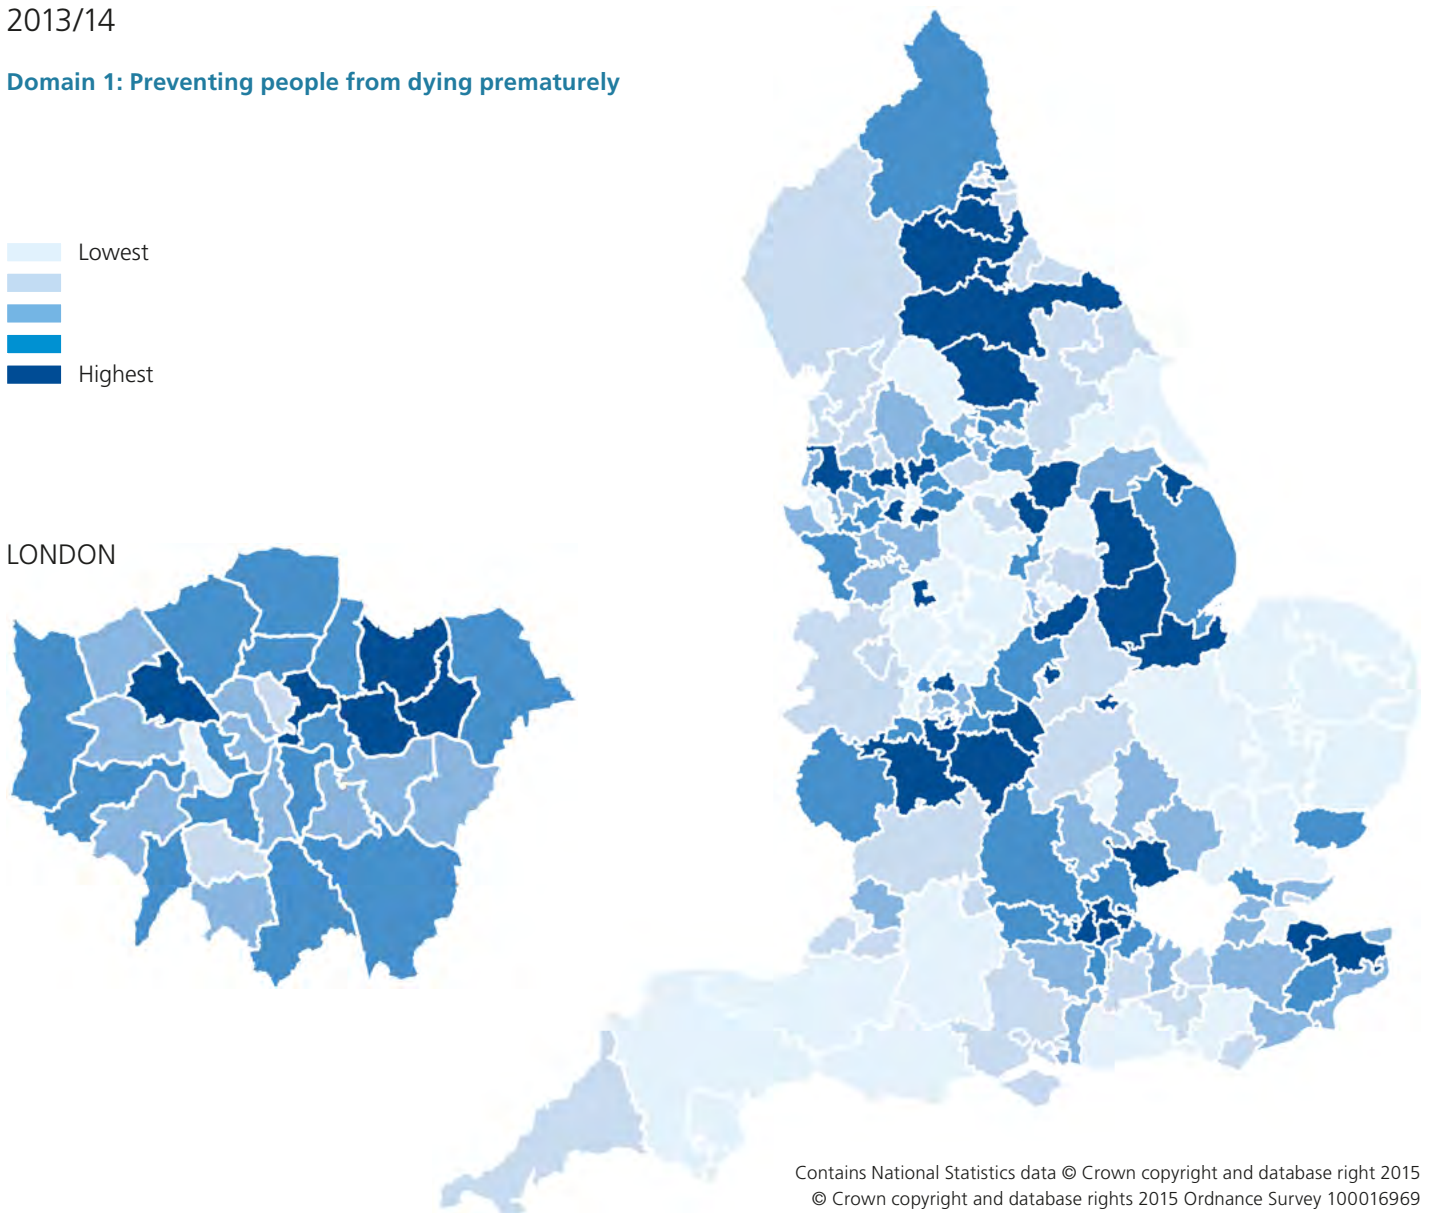 2013/14
Domain 1: Preventing people from dying prematurely
Lowest
Highest
LONDON
Contains National Statistics data © Crown copyright and database right 2015
© Crown copyright and database rights 2015 Ordnance Survey 100016969